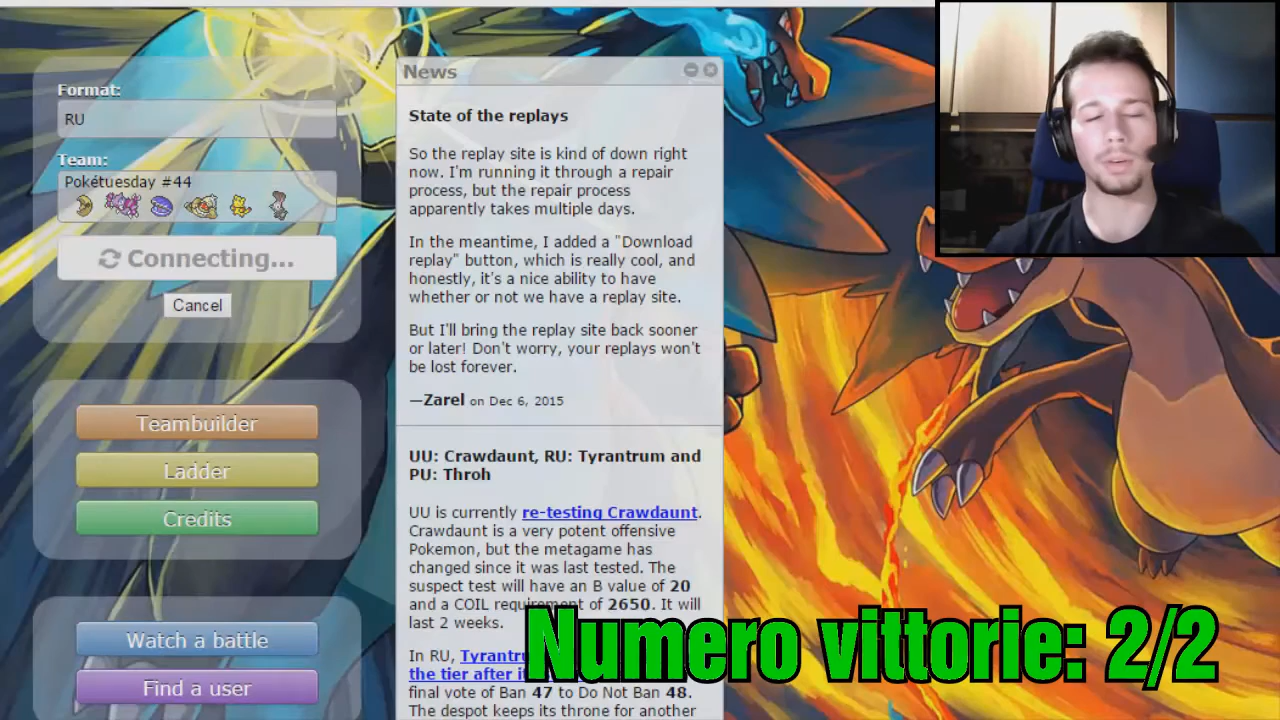 Format:
RU
Team:
Pokétuesday #44
Connecting...
Cancel
Teambuilder
Ladder
Credits
Watch a battle
Find a user
News
State of the replays
So the replay site is kind of down right
now. I'm running it through a repair
process, but the repair process
apparently takes multiple days.
In the meantime, I added a "Download
replay" button, which is really cool, and
honestly, it's a nice ability to have
whether or not we have a replay site.
But I'll bring the replay site back sooner
or later! Don't worry, your replays won't
be lost forever.
—Zarel on Dec 6, 2015
UU: Crawdaunt, RU: Tyrantrum and
PU: Throh
UU is currently re-testing Crawdaunt.
Crawdaunt is a very potent offensive
Pokemon, but the metagame has
changed since it was last tested. The
suspect test will have an B value of 20
and a COIL requirement of 2650. It will
last 2 weeks.
In RU,
the tier after
final vote of Ban 47 to Do Not Ban 48.
The despot keeps its throne for another
Numero vittorie: 2/2